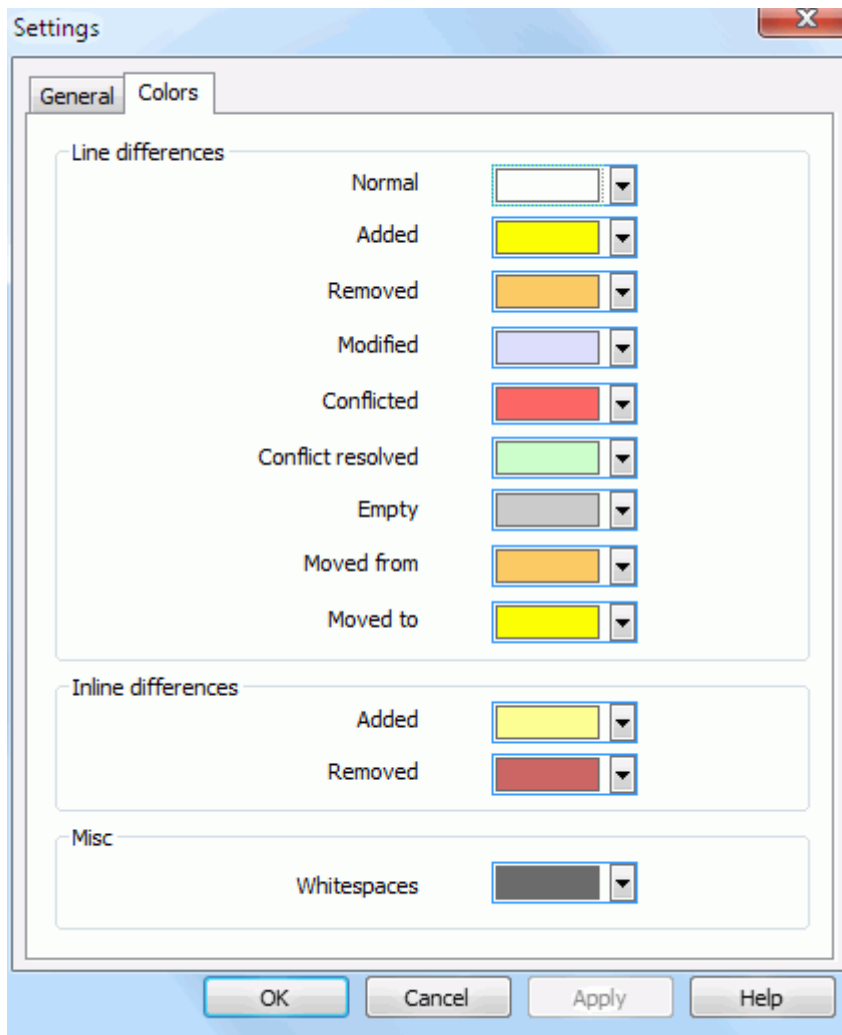 Settings
General Colors
Line differences
Normal
Added
Removed
Modified
Conflicted
Conflict resolved
Empty
Moved from
Moved to
Inline differences
Added
Removed
Misc
Whitespaces
OK Cancel Apply Help